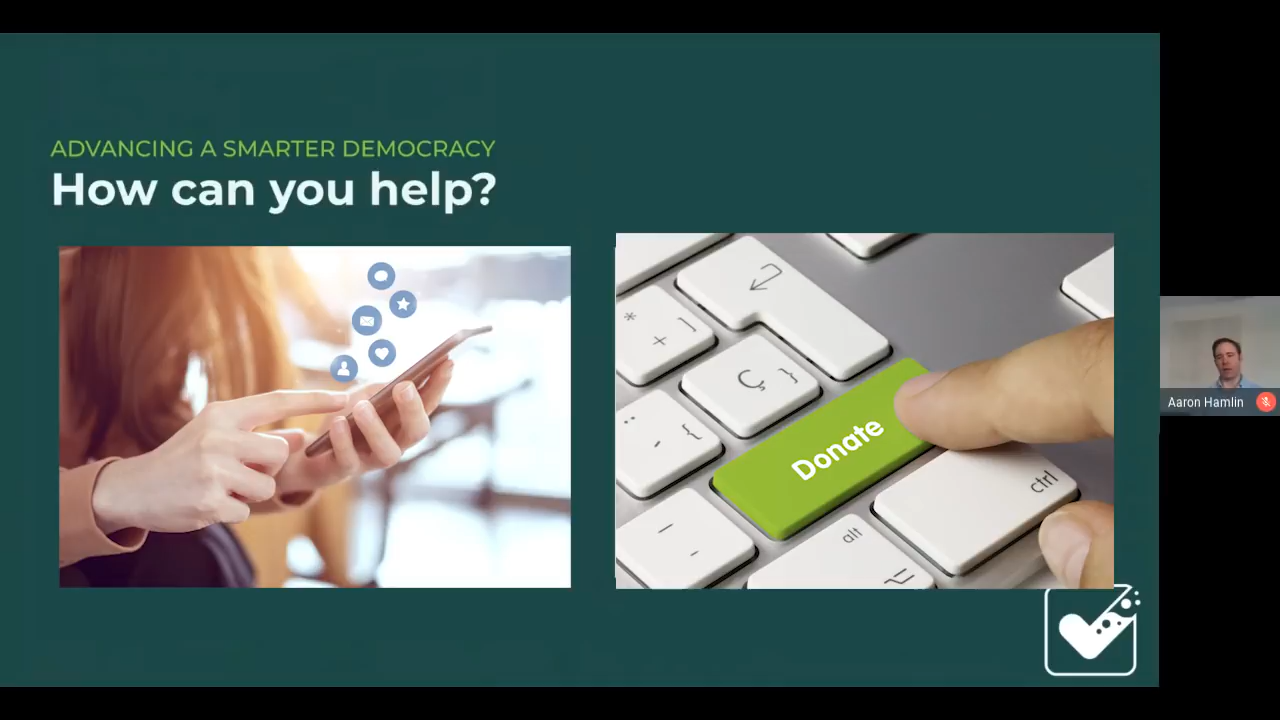 ADVANCING A SMARTER DEMOCRACY
How can you help?
* ]
+
Ç }
¨ {
-
Donate
ctrl
alt
Aaron Hamlin